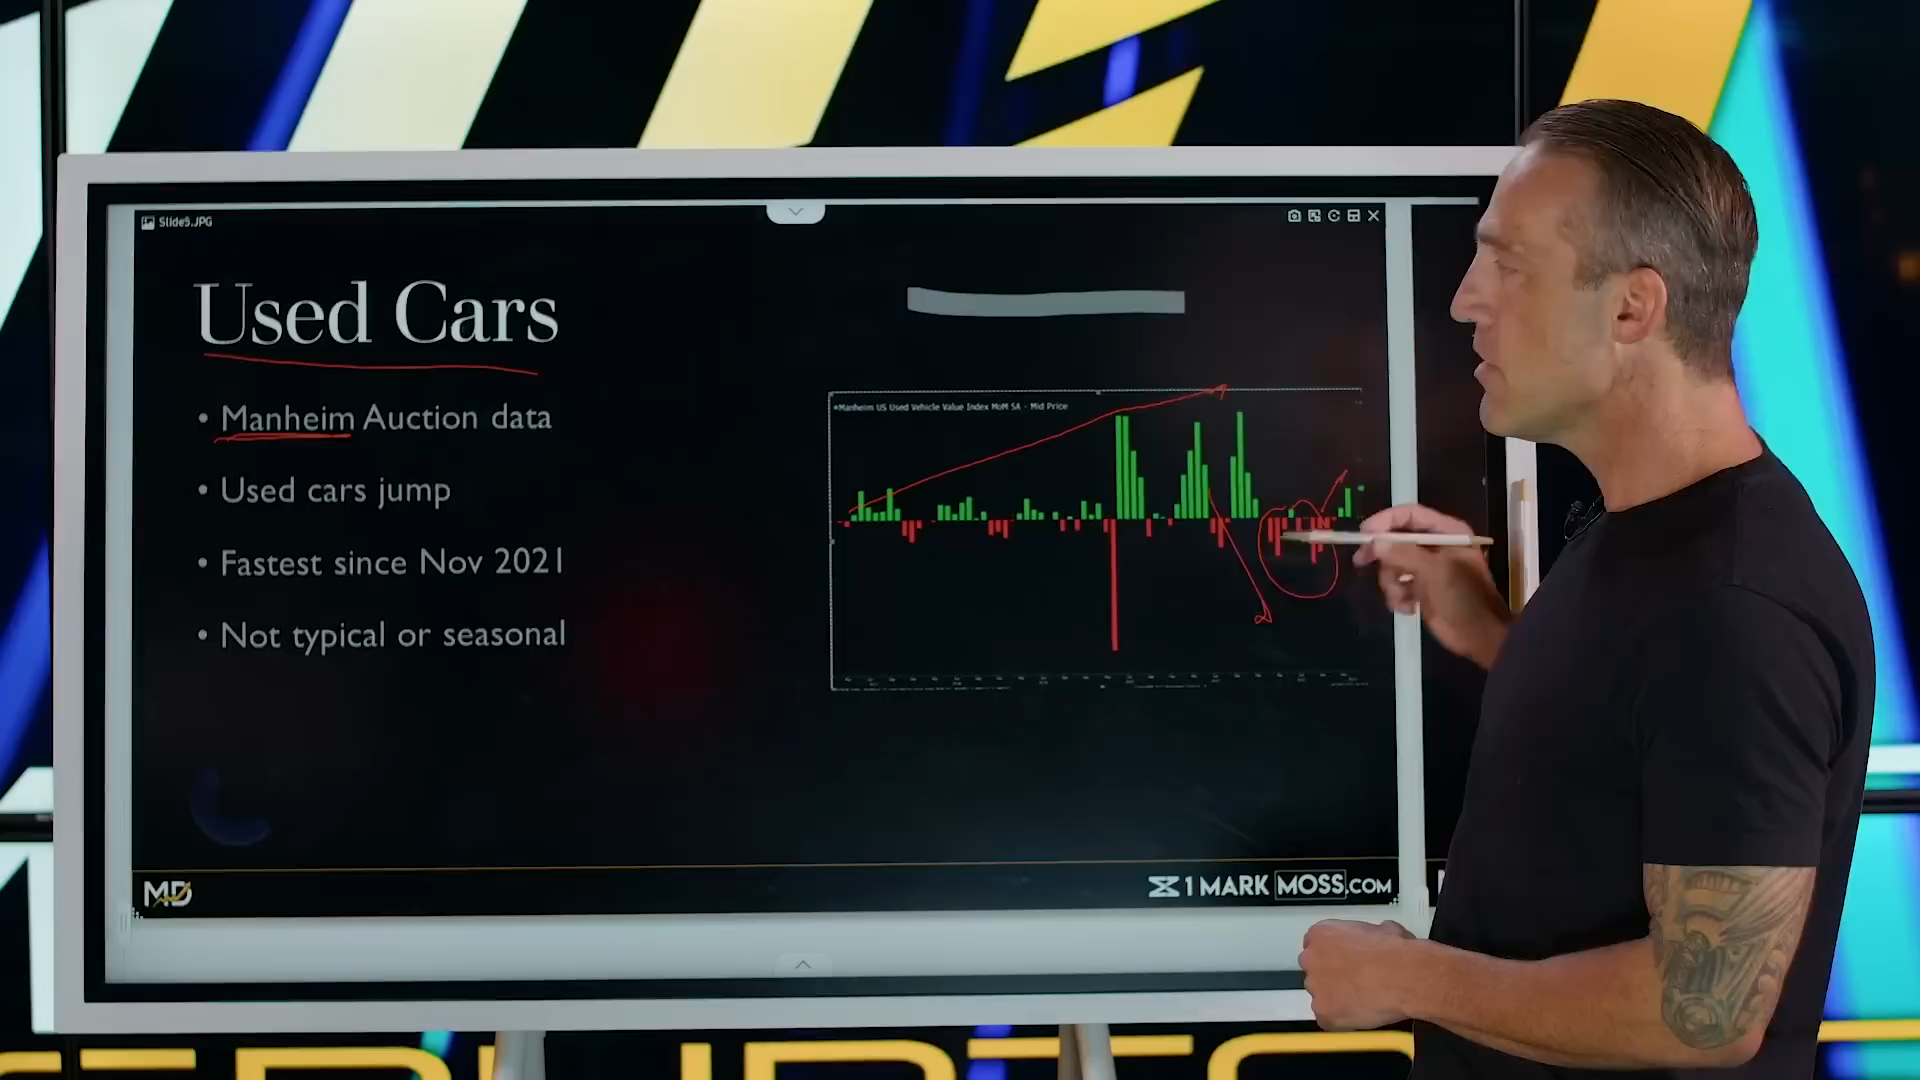 Slide5.JPG
Used Cars
• Manheim Auction data
• Used cars jump
• Fastest since Nov 2021
• Not typical or seasonal
Manheim US Used Vehicle Value Index MoM SA - Mid Price
MD
1 MARK MOSS.COM